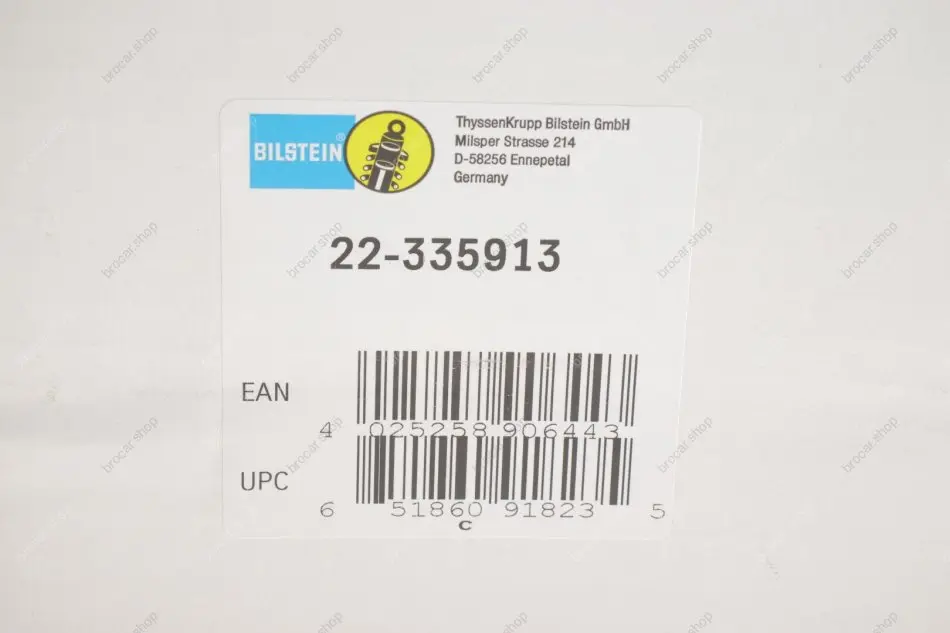 BILSTEIN®
ThyssenKrupp Bilstein GmbH
Milsper Strasse 214
D-58256 Ennepetal
Germany
22-335913
EAN
4 025258 906443
UPC
6 51860 91823 5
C
brocar.shop